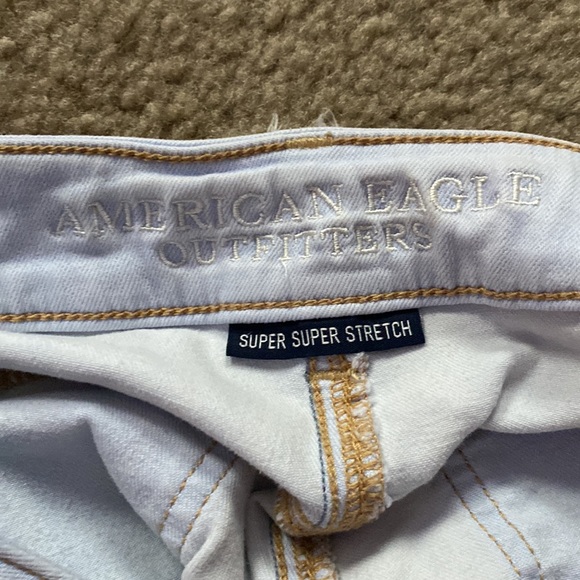 AMERICAN EAGLE
OUTFITTERS
SUPER SUPER STRETCH